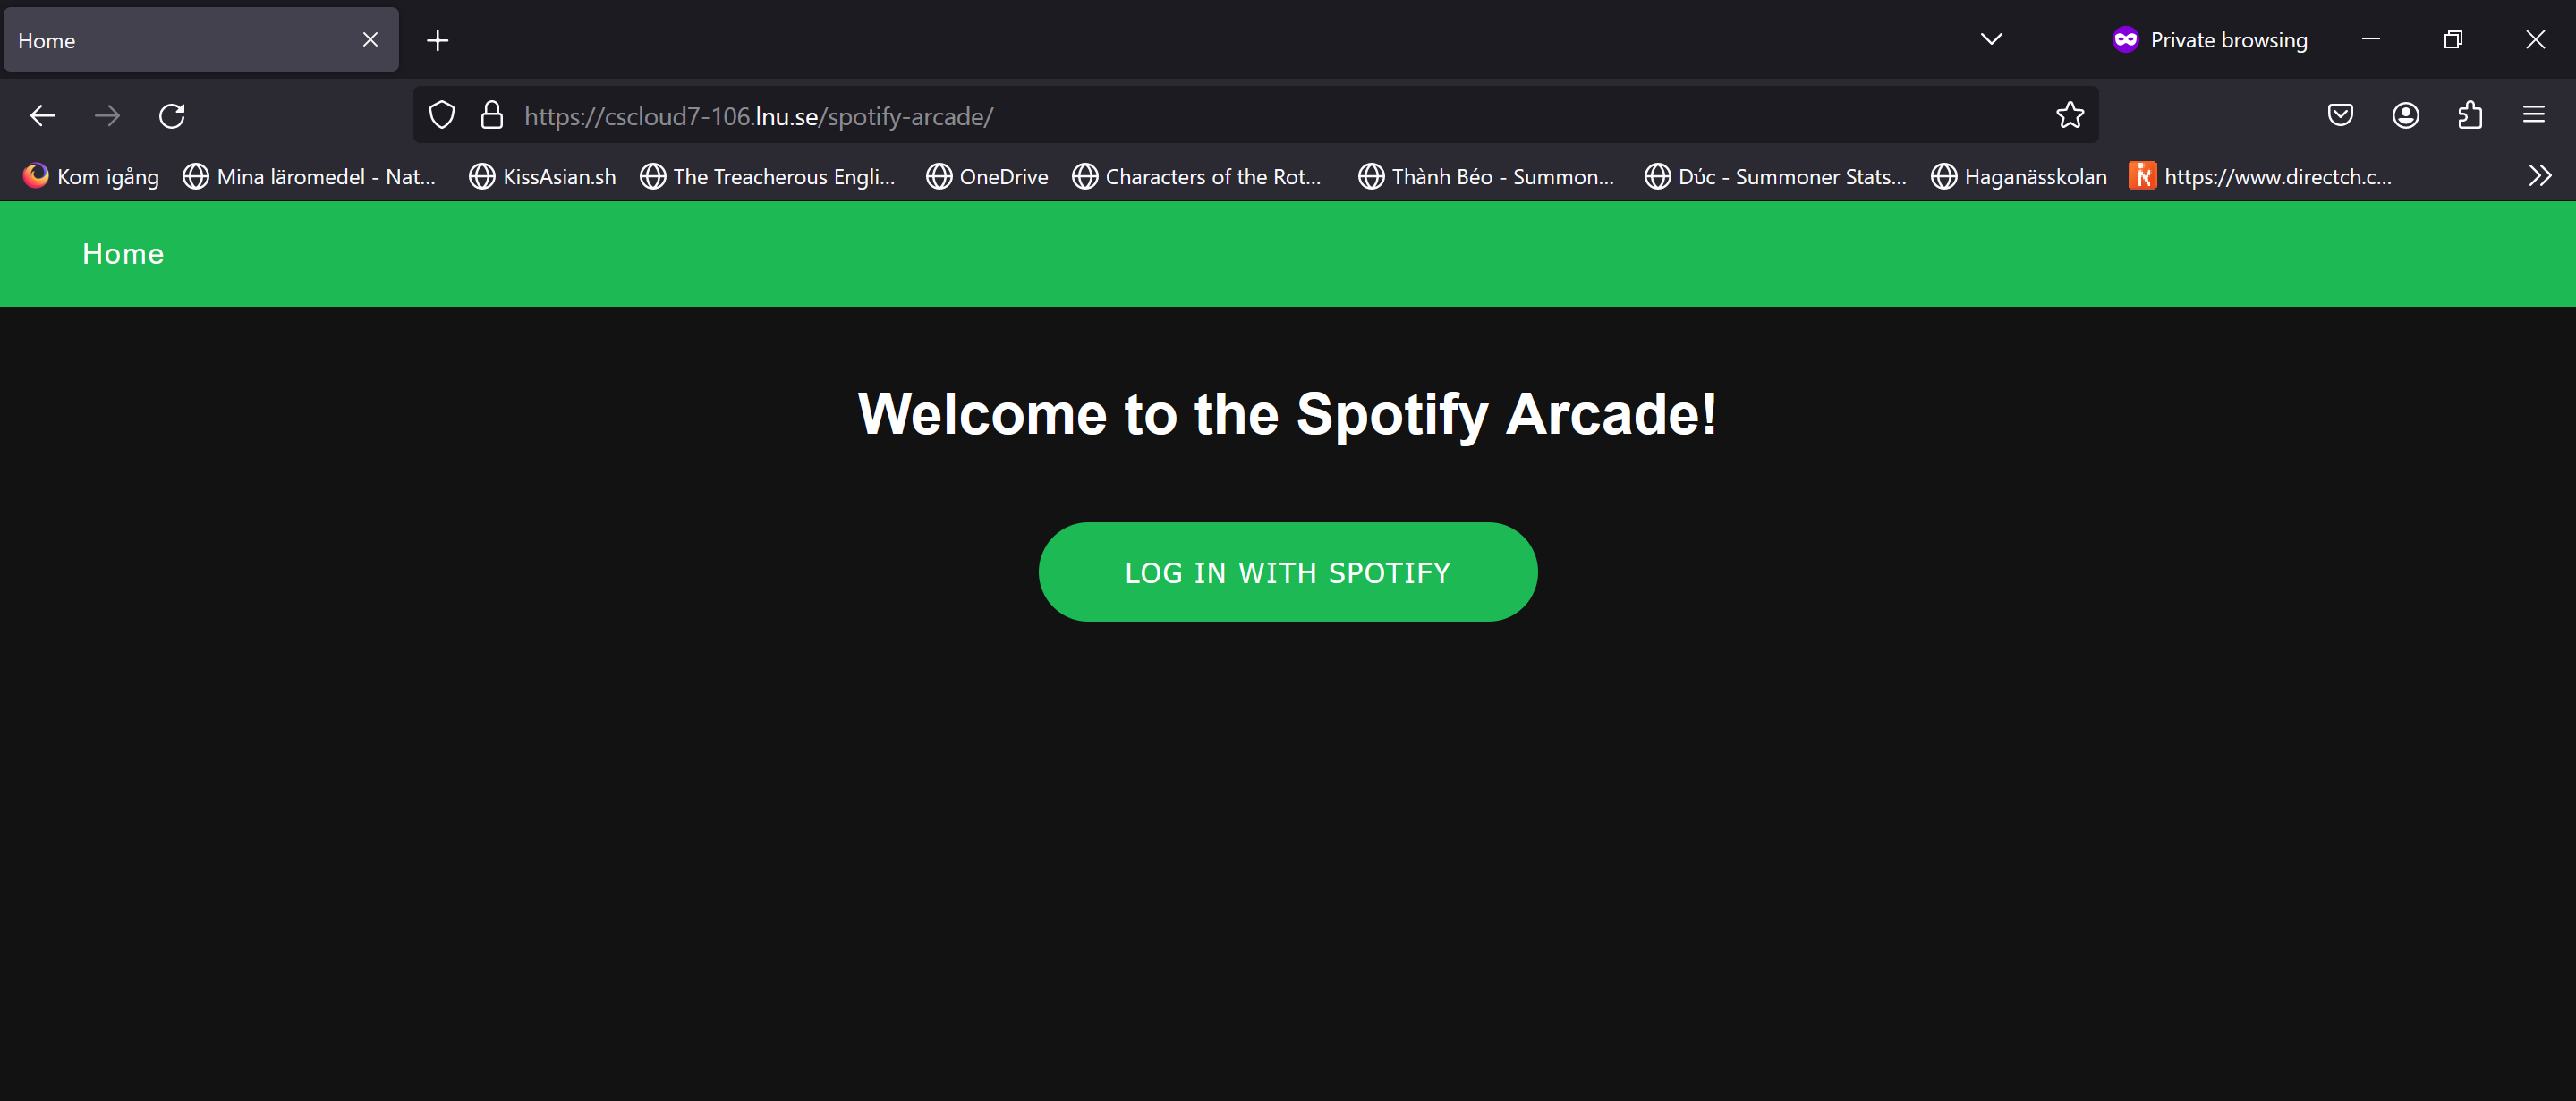 Home
Private browsing
https://cscloud7-106.lnu.se/spotify-arcade/
Kom igång Mina läromedel - Nat... KissAsian.sh The Treacherous Engli... OneDrive Characters of the Rot... Thành Béo - Summon... Dúc - Summoner Stats... Haganässkolan https://www.directch.c...
Home
Welcome to the Spotify Arcade!
LOG IN WITH SPOTIFY